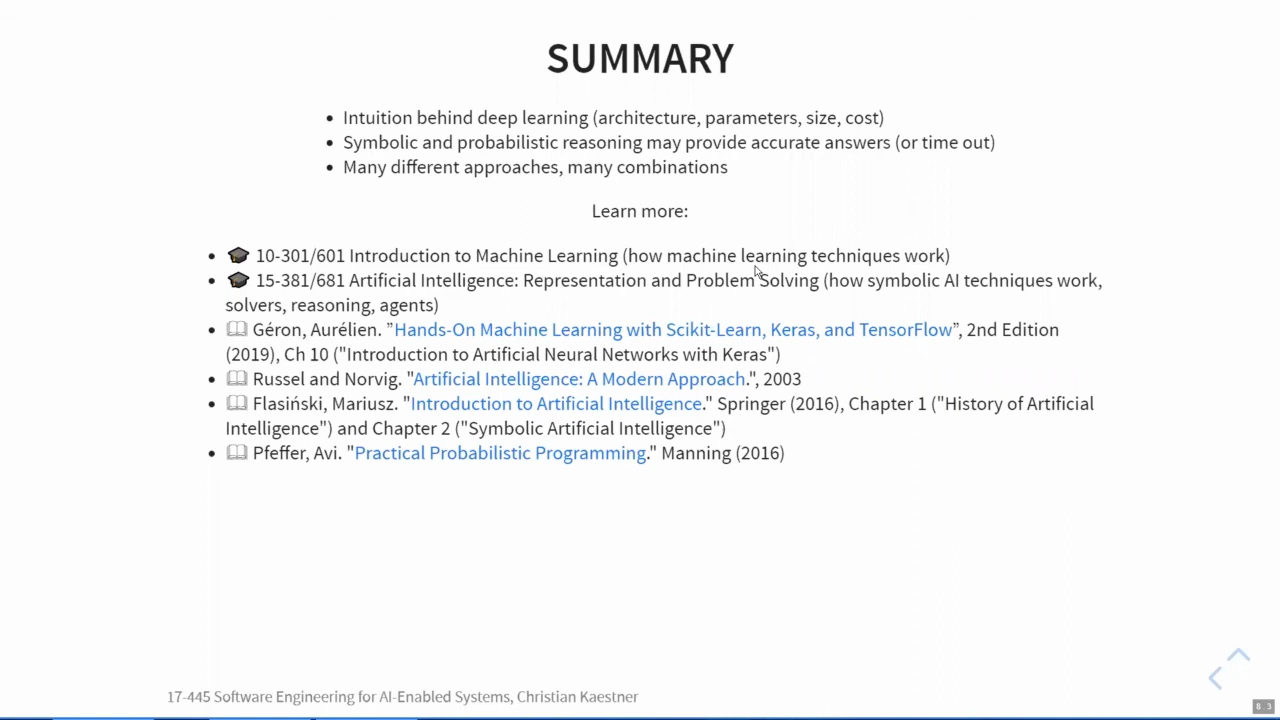 SUMMARY
• Intuition behind deep learning (architecture, parameters, size, cost)
• Symbolic and probabilistic reasoning may provide accurate answers (or time out)
• Many different approaches, many combinations
Learn more:
• 🎓 10-301/601 Introduction to Machine Learning (how machine learning techniques work)
• 🎓 15-381/681 Artificial Intelligence: Representation and Problem Solving (how symbolic AI techniques work,
solvers, reasoning, agents)
• 🕮 Géron, Aurélien. ”Hands-On Machine Learning with Scikit-Learn, Keras, and TensorFlow”, 2nd Edition
(2019), Ch 10 ("Introduction to Artificial Neural Networks with Keras")
• 🕮 Russel and Norvig. "Artificial Intelligence: A Modern Approach.", 2003
• 🕮 Flasiński, Mariusz. "Introduction to Artificial Intelligence." Springer (2016), Chapter 1 ("History of Artificial
Intelligence") and Chapter 2 ("Symbolic Artificial Intelligence")
• 🕮 Pfeffer, Avi. "Practical Probabilistic Programming." Manning (2016)
17-445 Software Engineering for AI-Enabled Systems, Christian Kaestner
8.3